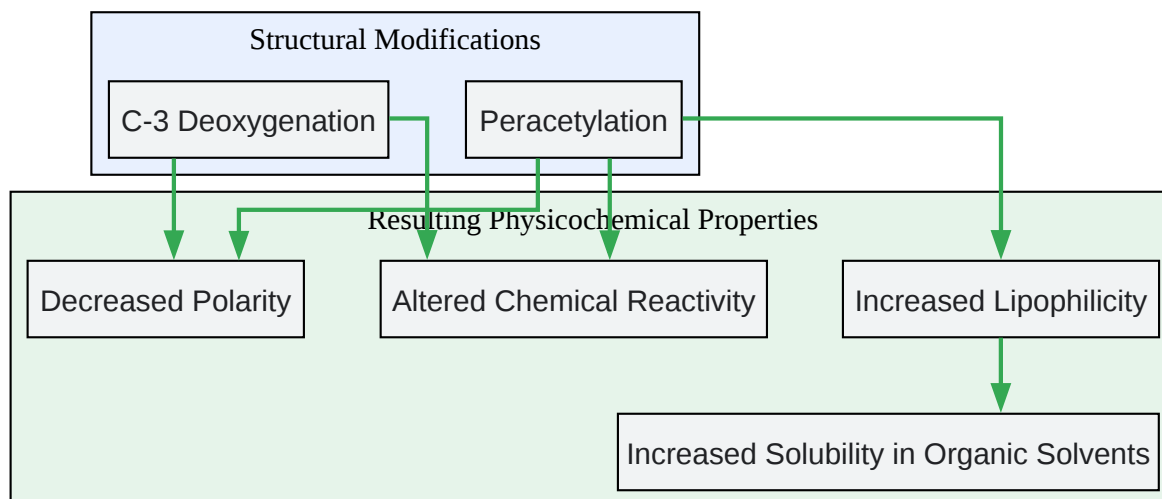 Structural Modifications
C-3 Deoxygenation
Peracetylation
Resulting Physicochemical Properties
Decreased Polarity
Altered Chemical Reactivity
Increased Lipophilicity
Increased Solubility in Organic Solvents